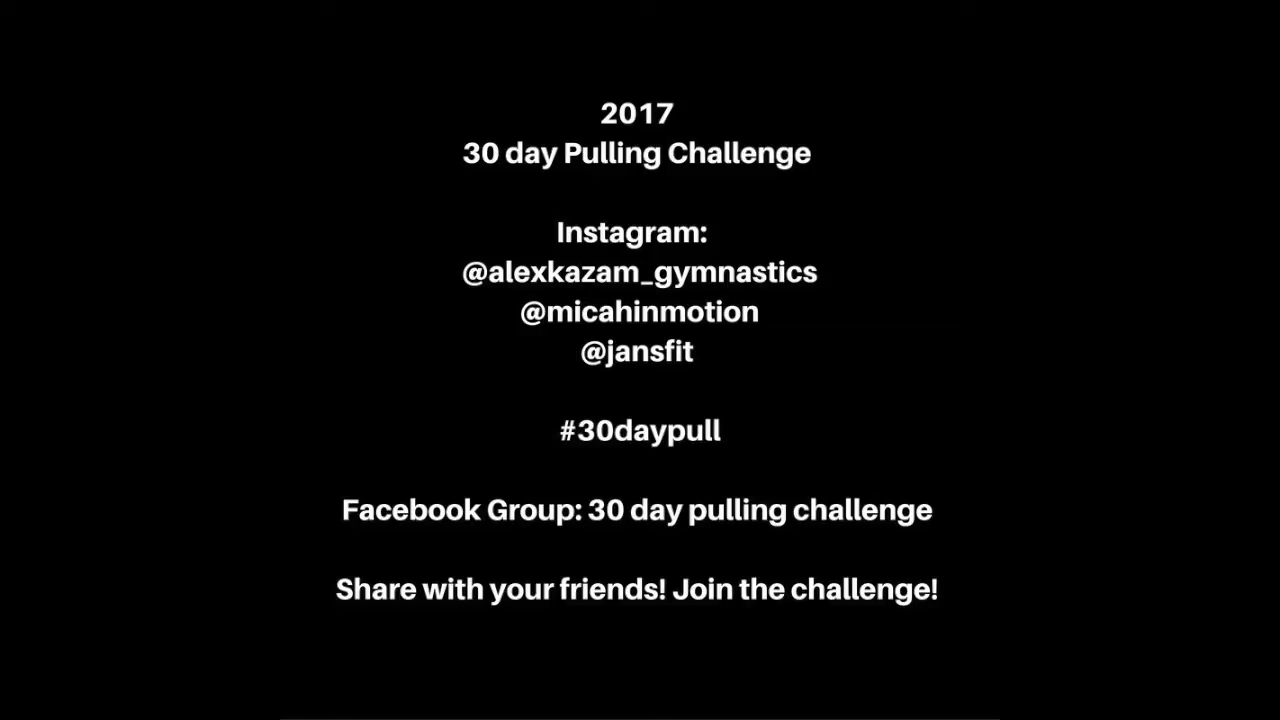 2017
30 day Pulling Challenge
Instagram:
@alexkazam_gymnastics
@micahinmotion
@jansfit
#30daypull
Facebook Group: 30 day pulling challenge
Share with your friends! Join the challenge!